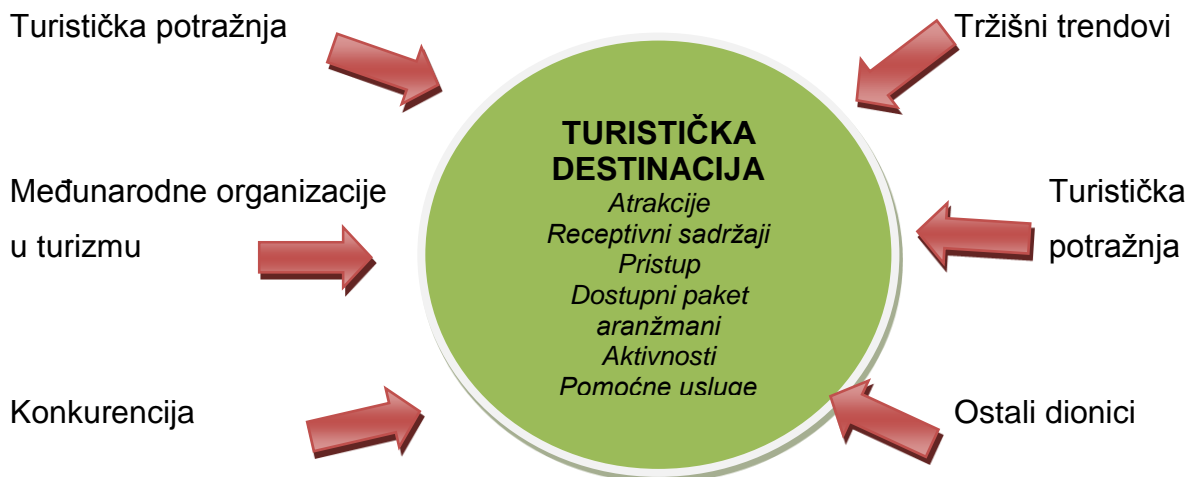 Turistička potražnja
Tržišni trendovi
TURISTIČKA
DESTINACIJA
Atrakcije
Receptivni sadržaji
Pristup
Dostupni paket
aranžmani
Aktivnosti
Pomoćne usluge
Međunarodne organizacije
u turizmu
Turistička
potražnja
Konkurencija
Ostali dionici